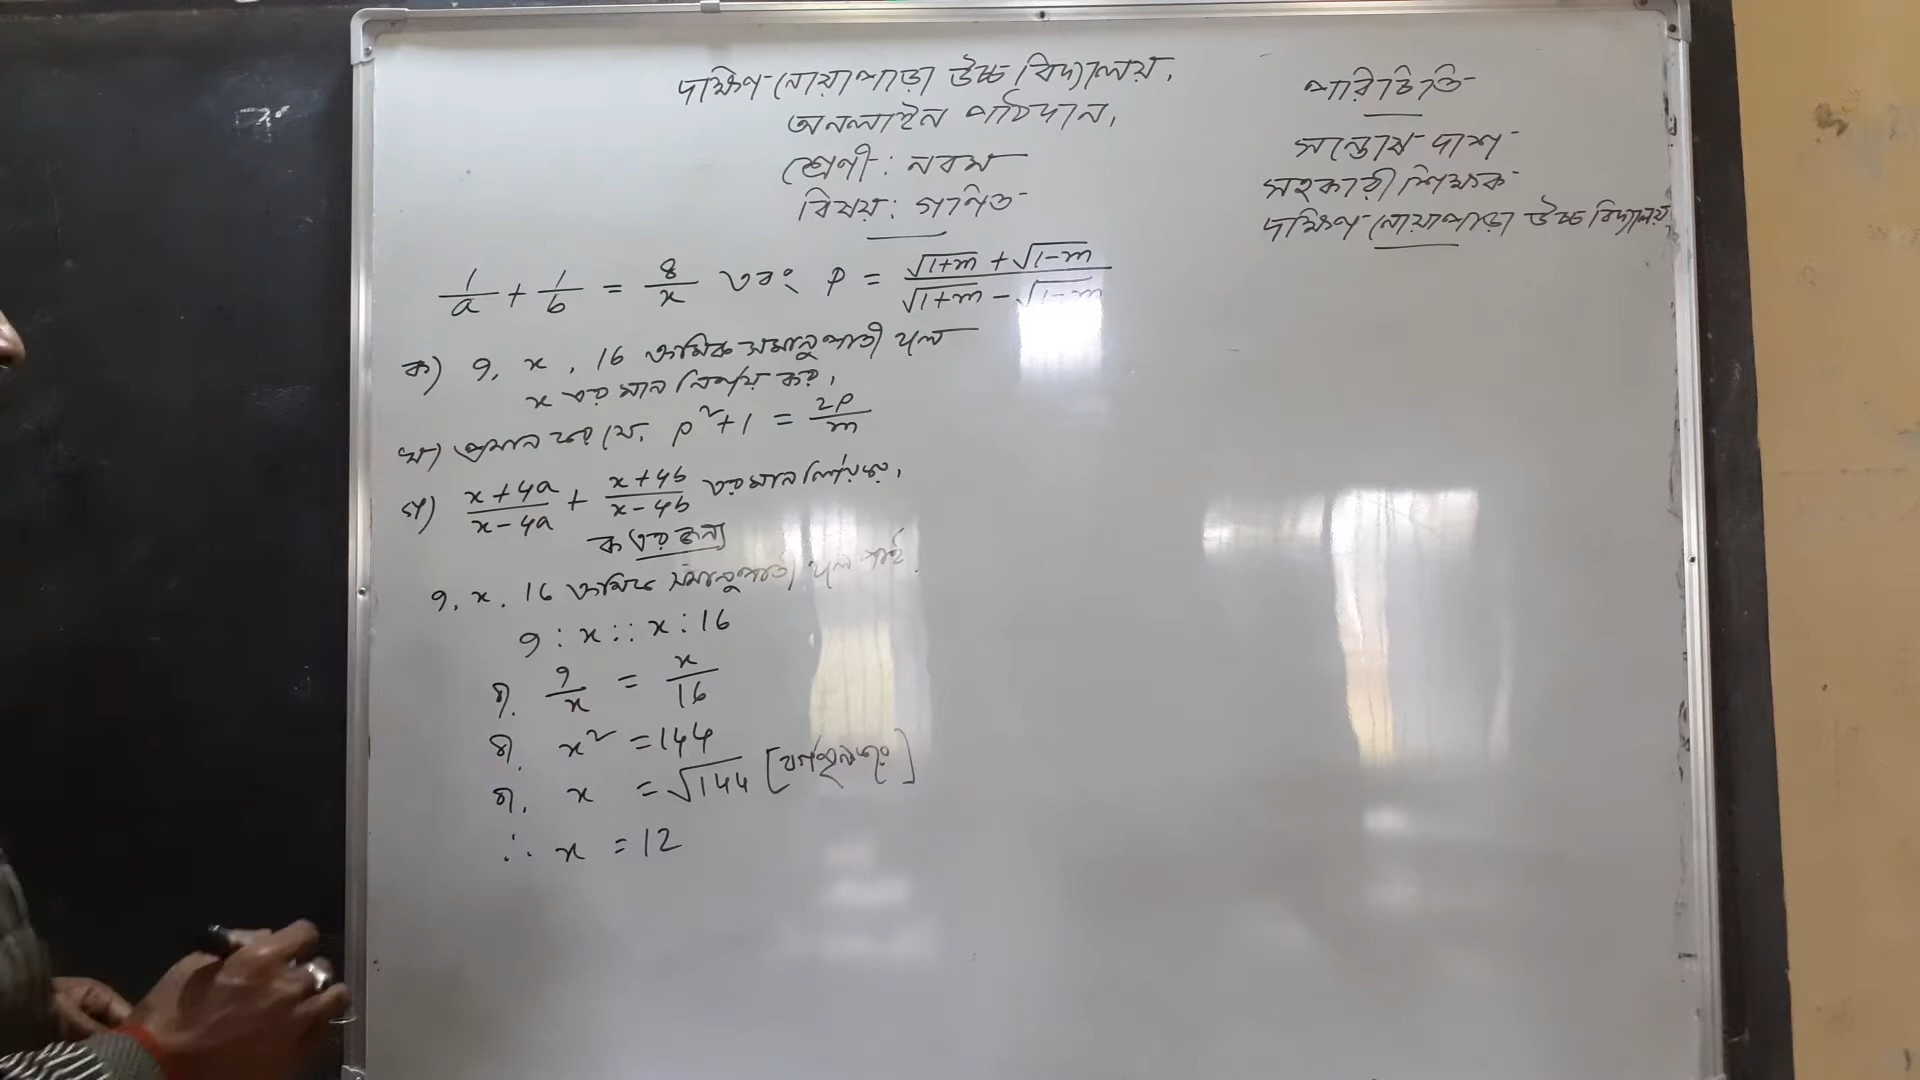 দক্ষিণ নোয়াপাড়া উচ্চ বিদ্যালয়,
অনলাইন পাঠদান,
শ্রেণী : নবম
বিষয় : গণিত
পরিচিতি
সন্তোষ দাশ
সহকারী শিক্ষক
দক্ষিণ নোয়াপাড়া উচ্চ বিদ্যালয়,
1/a + 1/b = 8/x এবং p = (√1+m + √1-m)/(√1+m - √1-m)
ক) 9, x, 16 ক্রমিক সমানুপাতী হলে
x এর মান নির্ণয় কর,
খ) প্রমান কর যে, p²+1 = 2p/m
গ) (x+4a)/(x-4a) + (x+4b)/(x-4b) এর মান নির্ণয় কর,
ক এর জন্য
9, x, 16 ক্রমিক সমানুপাতী হলে পাই,
9 : x :: x : 16
বা, 9/x = x/16
বা, x² = 144
বা, x = √144 [বর্গমূল করে]
∴ x = 12